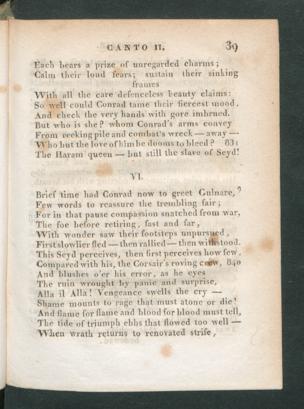 CANTO II. 39
Each bears a prize of unregarded charms;
Calm their loud fears; sustain their sinking
frames
With all the care defenceless beauty claims:
So well could Conrad tame their fiercest mood,
And check the very hands with gore imbrued.
But who is she? whom Conrad's arms convey
From reeking pile and combat's wreck — away —
Who but the love of him he dooms to bleed? 831
The Haram queen — but still the slave of Seyd!
VI.
Brief time had Conrad now to greet Gulnare,
Few words to reassure the trembling fair;
For in that pause compassion snatched from war,
The foe before retiring, fast and far,
With wonder saw their footsteps unpursued,
First slowlier fled — then rallied — then withstood.
This Seyd perceives, then first perceives how few,
Compared with his, the Corsair's roving crew, 840
And blushes o'er his error, as he eyes
The ruin wrought by panic and surprise,
Alla il Alla! Vengeance swells the cry —
Shame mounts to rage that must atone or die!
And flame for flame and blood for blood must tell,
The tide of triumph ebbs that flowed too well —
When wrath returns to renovated strife,